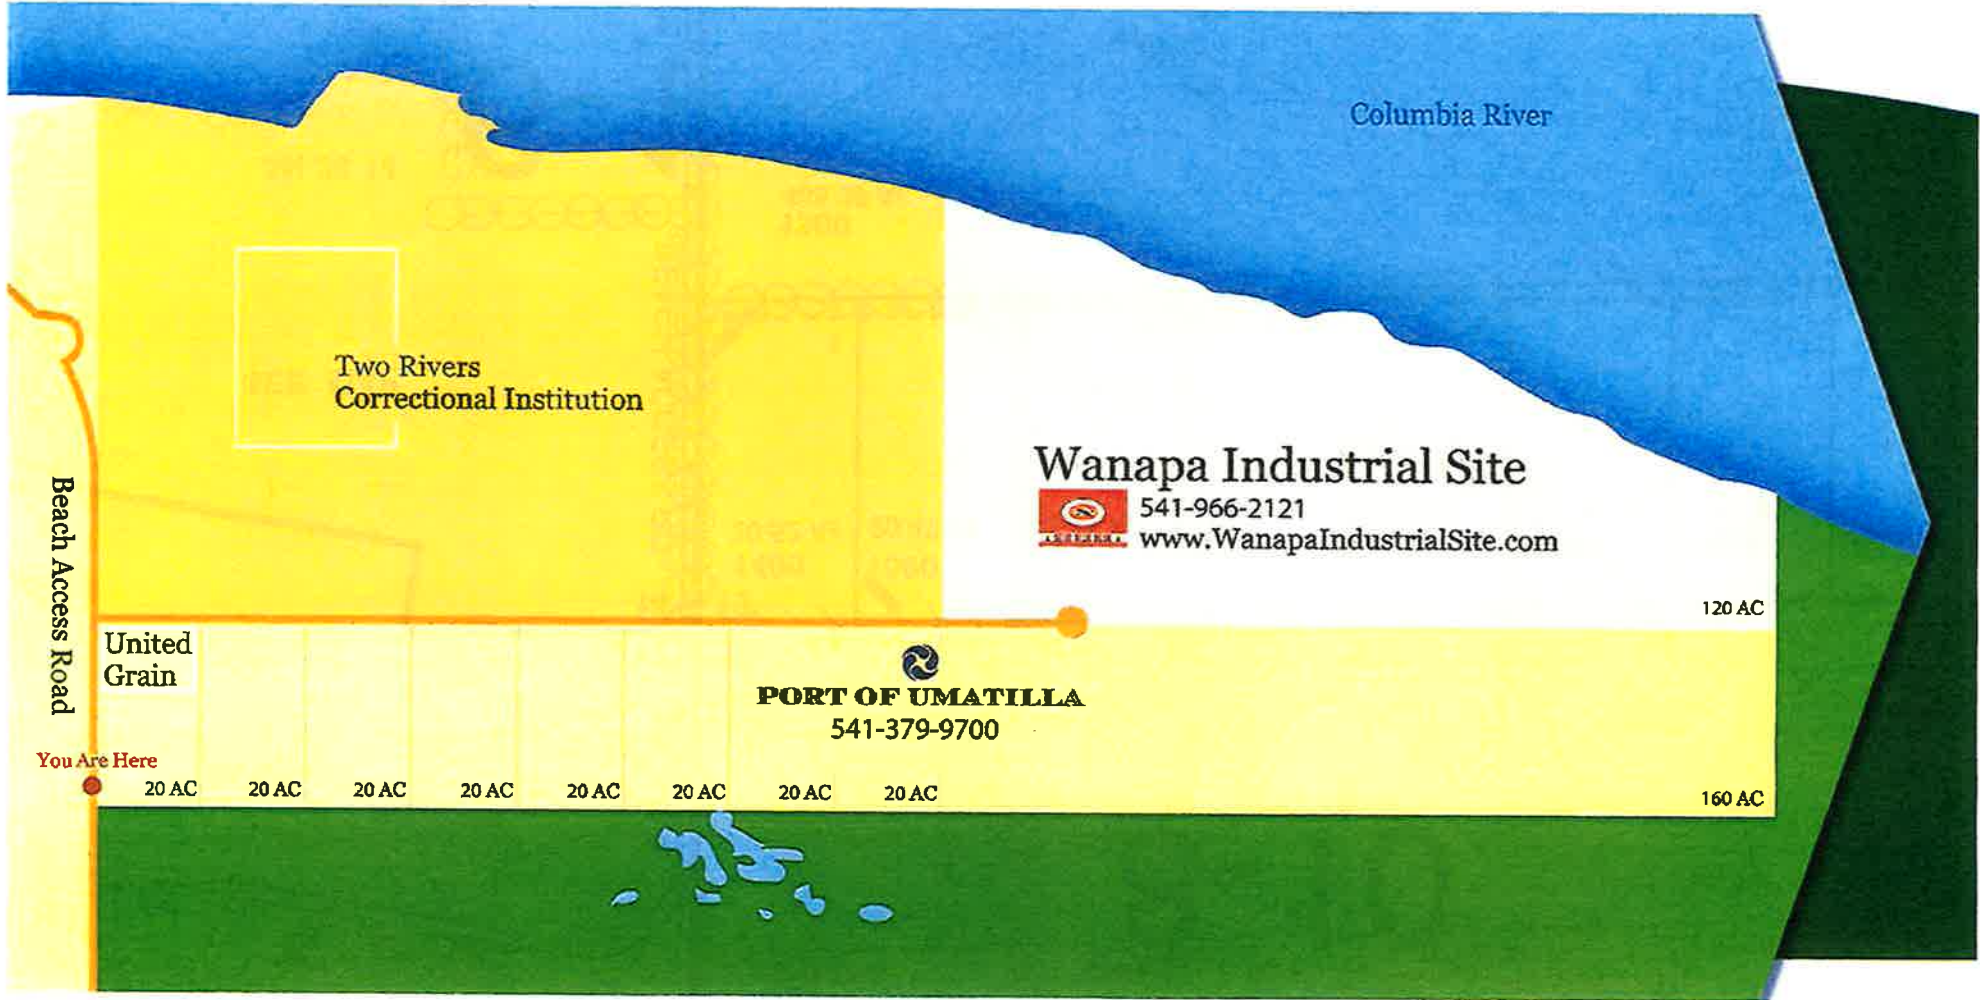 Columbia River
Two Rivers
Correctional Institution
Wanapa Industrial Site
541-966-2121
www.WanapaIndustrialSite.com
Beach Access Road
120 AC
United
Grain
PORT OF UMATILLA
541-379-9700
You Are Here
20 AC
20 AC
20 AC
20 AC
20 AC
20 AC
20 AC
20 AC
160 AC